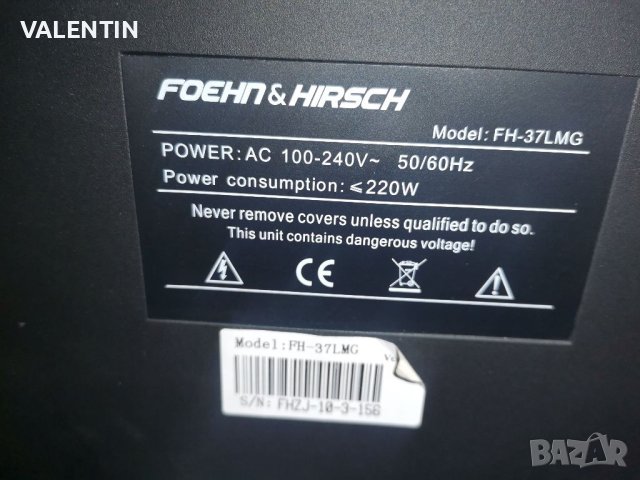 VALENTIN
FOEHN&HIRSCH
Model: FH-37LMG
POWER: AC 100-240V~ 50/60Hz
Power consumption: ≤220W
Never remove covers unless qualified to do so.
This unit contains dangerous voltage!
CE
Model:FH-37LMG
S/N: FHZJ-10-3-156
BAZAR